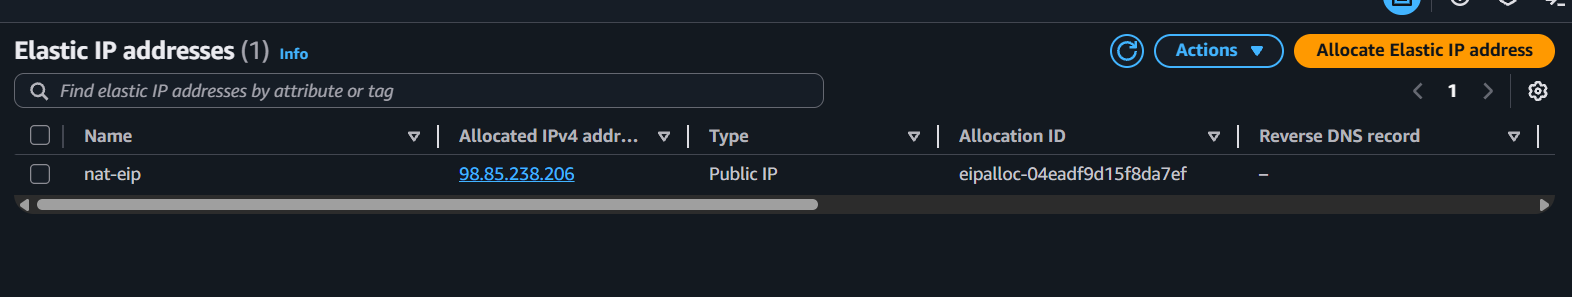 Elastic IP addresses (1) Info
Actions
Allocate Elastic IP address
Find elastic IP addresses by attribute or tag
1
Name Allocated IPv4 addr... Type Allocation ID Reverse DNS record
nat-eip 98.85.238.206 Public IP eipalloc-04eadf9d15f8da7ef –